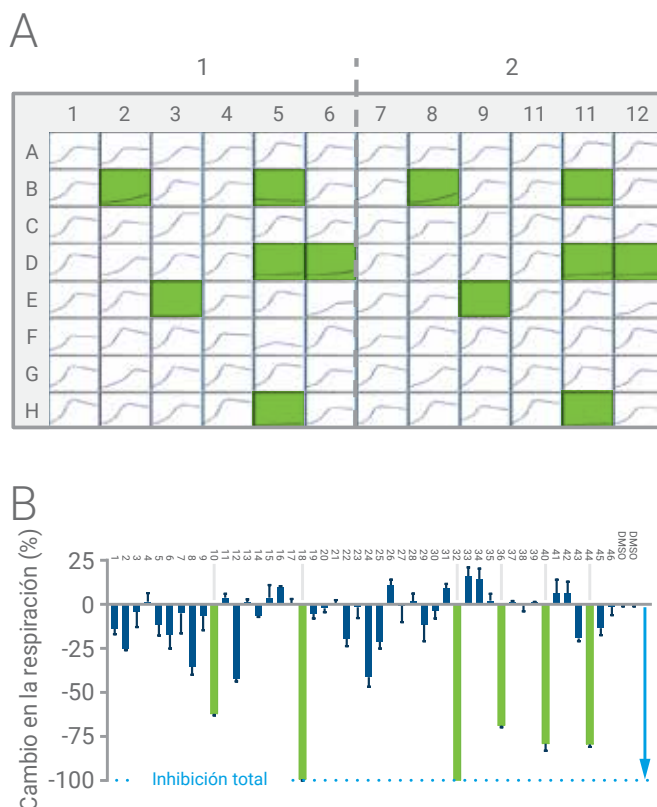 A
1 2
1 2 3 4 5 6 7 8 9 11 11 12
A
B
C
D
E
F
G
H
B
Cambio en la respiración (%)
1 2 3 4 5 6 7 8 9 10 11 12 13 14 15 16 17 18 19 20 21 22 23 24 25 26 27 28 29 30 31 32 33 34 35 36 37 38 39 40 41 42 43 44 45 46 DMSO DMSO
25
0
-25
-50
-75
-100
Inhibición total